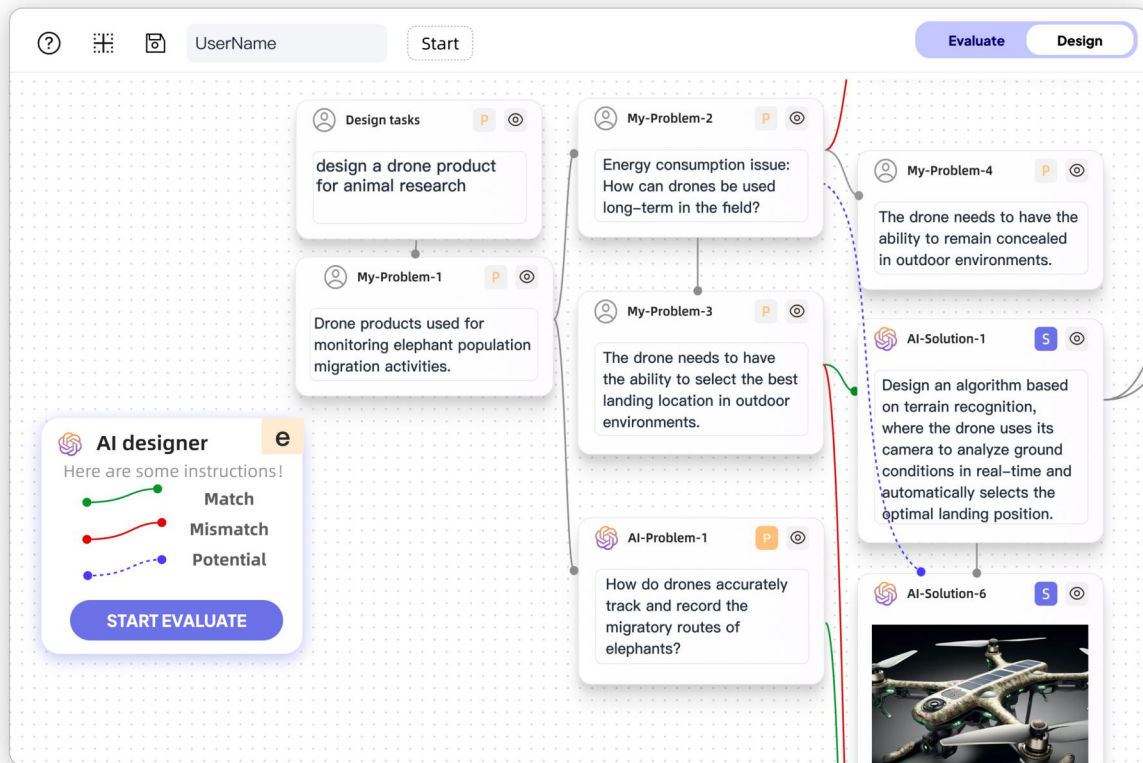 UserName
Start
Evaluate
Design
Design tasks
P
design a drone product
for animal research
My-Problem-1
P
Drone products used for
monitoring elephant population
migration activities.
AI designer
e
Here are some instructions!
Match
Mismatch
Potential
START EVALUATE
My-Problem-2
P
Energy consumption issue:
How can drones be used
long-term in the field?
My-Problem-3
P
The drone needs to have
the ability to select the best
landing location in outdoor
environments.
AI-Problem-1
P
How do drones accurately
track and record the
migratory routes of
elephants?
My-Problem-4
P
The drone needs to have the
ability to remain concealed
in outdoor environments.
AI-Solution-1
S
Design an algorithm based
on terrain recognition,
where the drone uses its
camera to analyze ground
conditions in real-time and
automatically selects the
optimal landing position.
AI-Solution-6
S